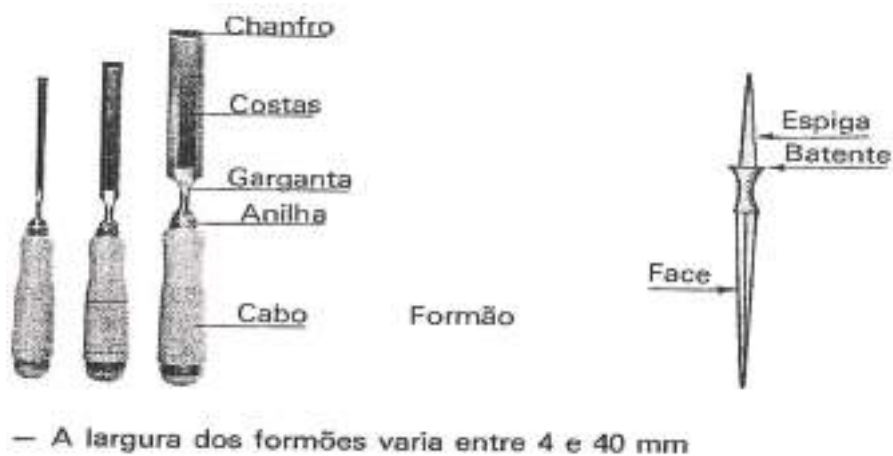 Chanfro
Costas
Garganta
Anilha
Cabo
Formão
Espiga
Batente
Face
— A largura dos formões varia entre 4 e 40 mm